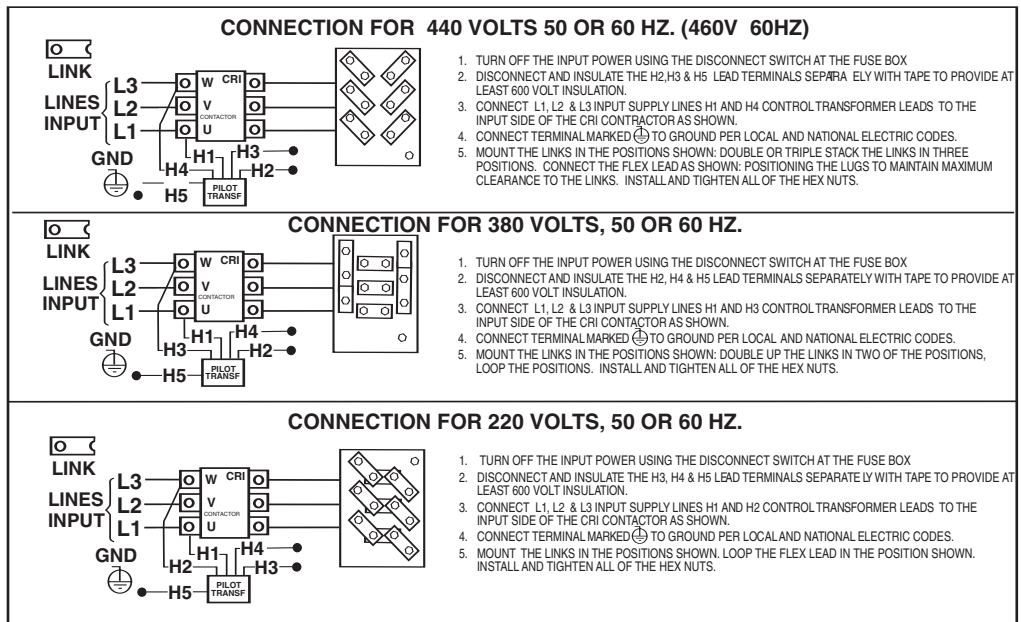 CONNECTION FOR 440 VOLTS 50 OR 60 HZ. (460V 60HZ)
LINK
L3
L2
L1
LINES
INPUT
GND
W CRI
V
CONTACTOR
U
H1
H3
H4
H2
H5
PILOT
TRANSF
1. TURN OFF THE INPUT POWER USING THE DISCONNECT SWITCH AT THE FUSE BOX
2. DISCONNECT AND INSULATE THE H2,H3 & H5 LEAD TERMINALS SEPARA ELY WITH TAPE TO PROVIDE AT
LEAST 600 VOLT INSULATION.
3. CONNECT L1, L2 & L3 INPUT SUPPLY LINES H1 AND H4 CONTROL TRANSFORMER LEADS TO THE
INPUT SIDE OF THE CRI CONTRACTOR AS SHOWN.
4. CONNECT TERMINAL MARKED TO GROUND PER LOCAL AND NATIONAL ELECTRIC CODES.
5. MOUNT THE LINKS IN THE POSITIONS SHOWN: DOUBLE OR TRIPLE STACK THE LINKS IN THREE
POSITIONS. CONNECT THE FLEX LEAD AS SHOWN: POSITIONING THE LUGS TO MAINTAIN MAXIMUM
CLEARANCE TO THE LINKS. INSTALL AND TIGHTEN ALL OF THE HEX NUTS.
CONNECTION FOR 380 VOLTS, 50 OR 60 HZ.
LINK
L3
L2
L1
LINES
INPUT
GND
W CRI
V
CONTACTOR
U
H1
H4
H3
H2
H5
PILOT
TRANSF
1. TURN OFF THE INPUT POWER USING THE DISCONNECT SWITCH AT THE FUSE BOX
2. DISCONNECT AND INSULATE THE H2, H4 & H5 LEAD TERMINALS SEPARATELY WITH TAPE TO PROVIDE AT
LEAST 600 VOLT INSULATION.
3. CONNECT L1, L2 & L3 INPUT SUPPLY LINES H1 AND H3 CONTROL TRANSFORMER LEADS TO THE
INPUT SIDE OF THE CRI CONTACTOR AS SHOWN.
4. CONNECT TERMINAL MARKED TO GROUND PER LOCAL AND NATIONAL ELECTRIC CODES.
5. MOUNT THE LINKS IN THE POSITIONS SHOWN: DOUBLE UP THE LINKS IN TWO OF THE POSITIONS,
LOOP THE POSITIONS. INSTALL AND TIGHTEN ALL OF THE HEX NUTS.
CONNECTION FOR 220 VOLTS, 50 OR 60 HZ.
LINK
L3
L2
L1
LINES
INPUT
GND
W CRI
V
CONTACTOR
U
H1
H4
H2
H3
H5
PILOT
TRANSF
1. TURN OFF THE INPUT POWER USING THE DISCONNECT SWITCH AT THE FUSE BOX
2. DISCONNECT AND INSULATE THE H3, H4 & H5 LEAD TERMINALS SEPARATELY WITH TAPE TO PROVIDE AT
LEAST 600 VOLT INSULATION.
3. CONNECT L1, L2 & L3 INPUT SUPPLY LINES H1 AND H2 CONTROL TRANSFORMER LEADS TO THE
INPUT SIDE OF THE CRI CONTACTOR AS SHOWN.
4. CONNECT TERMINAL MARKED TO GROUND PER LOCAL AND NATIONAL ELECTRIC CODES.
5. MOUNT THE LINKS IN THE POSITIONS SHOWN. LOOP THE FLEX LEAD IN THE POSITION SHOWN.
INSTALL AND TIGHTEN ALL OF THE HEX NUTS.